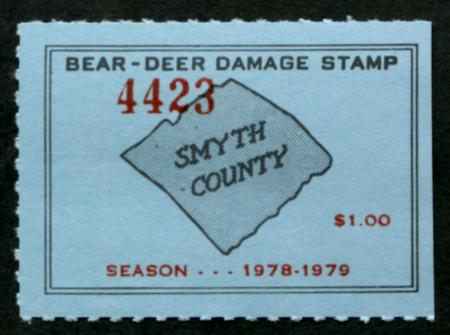 BEAR-DEER DAMAGE STAMP
4423
SMYTH
COUNTY
$1.00
SEASON . . . 1978-1979